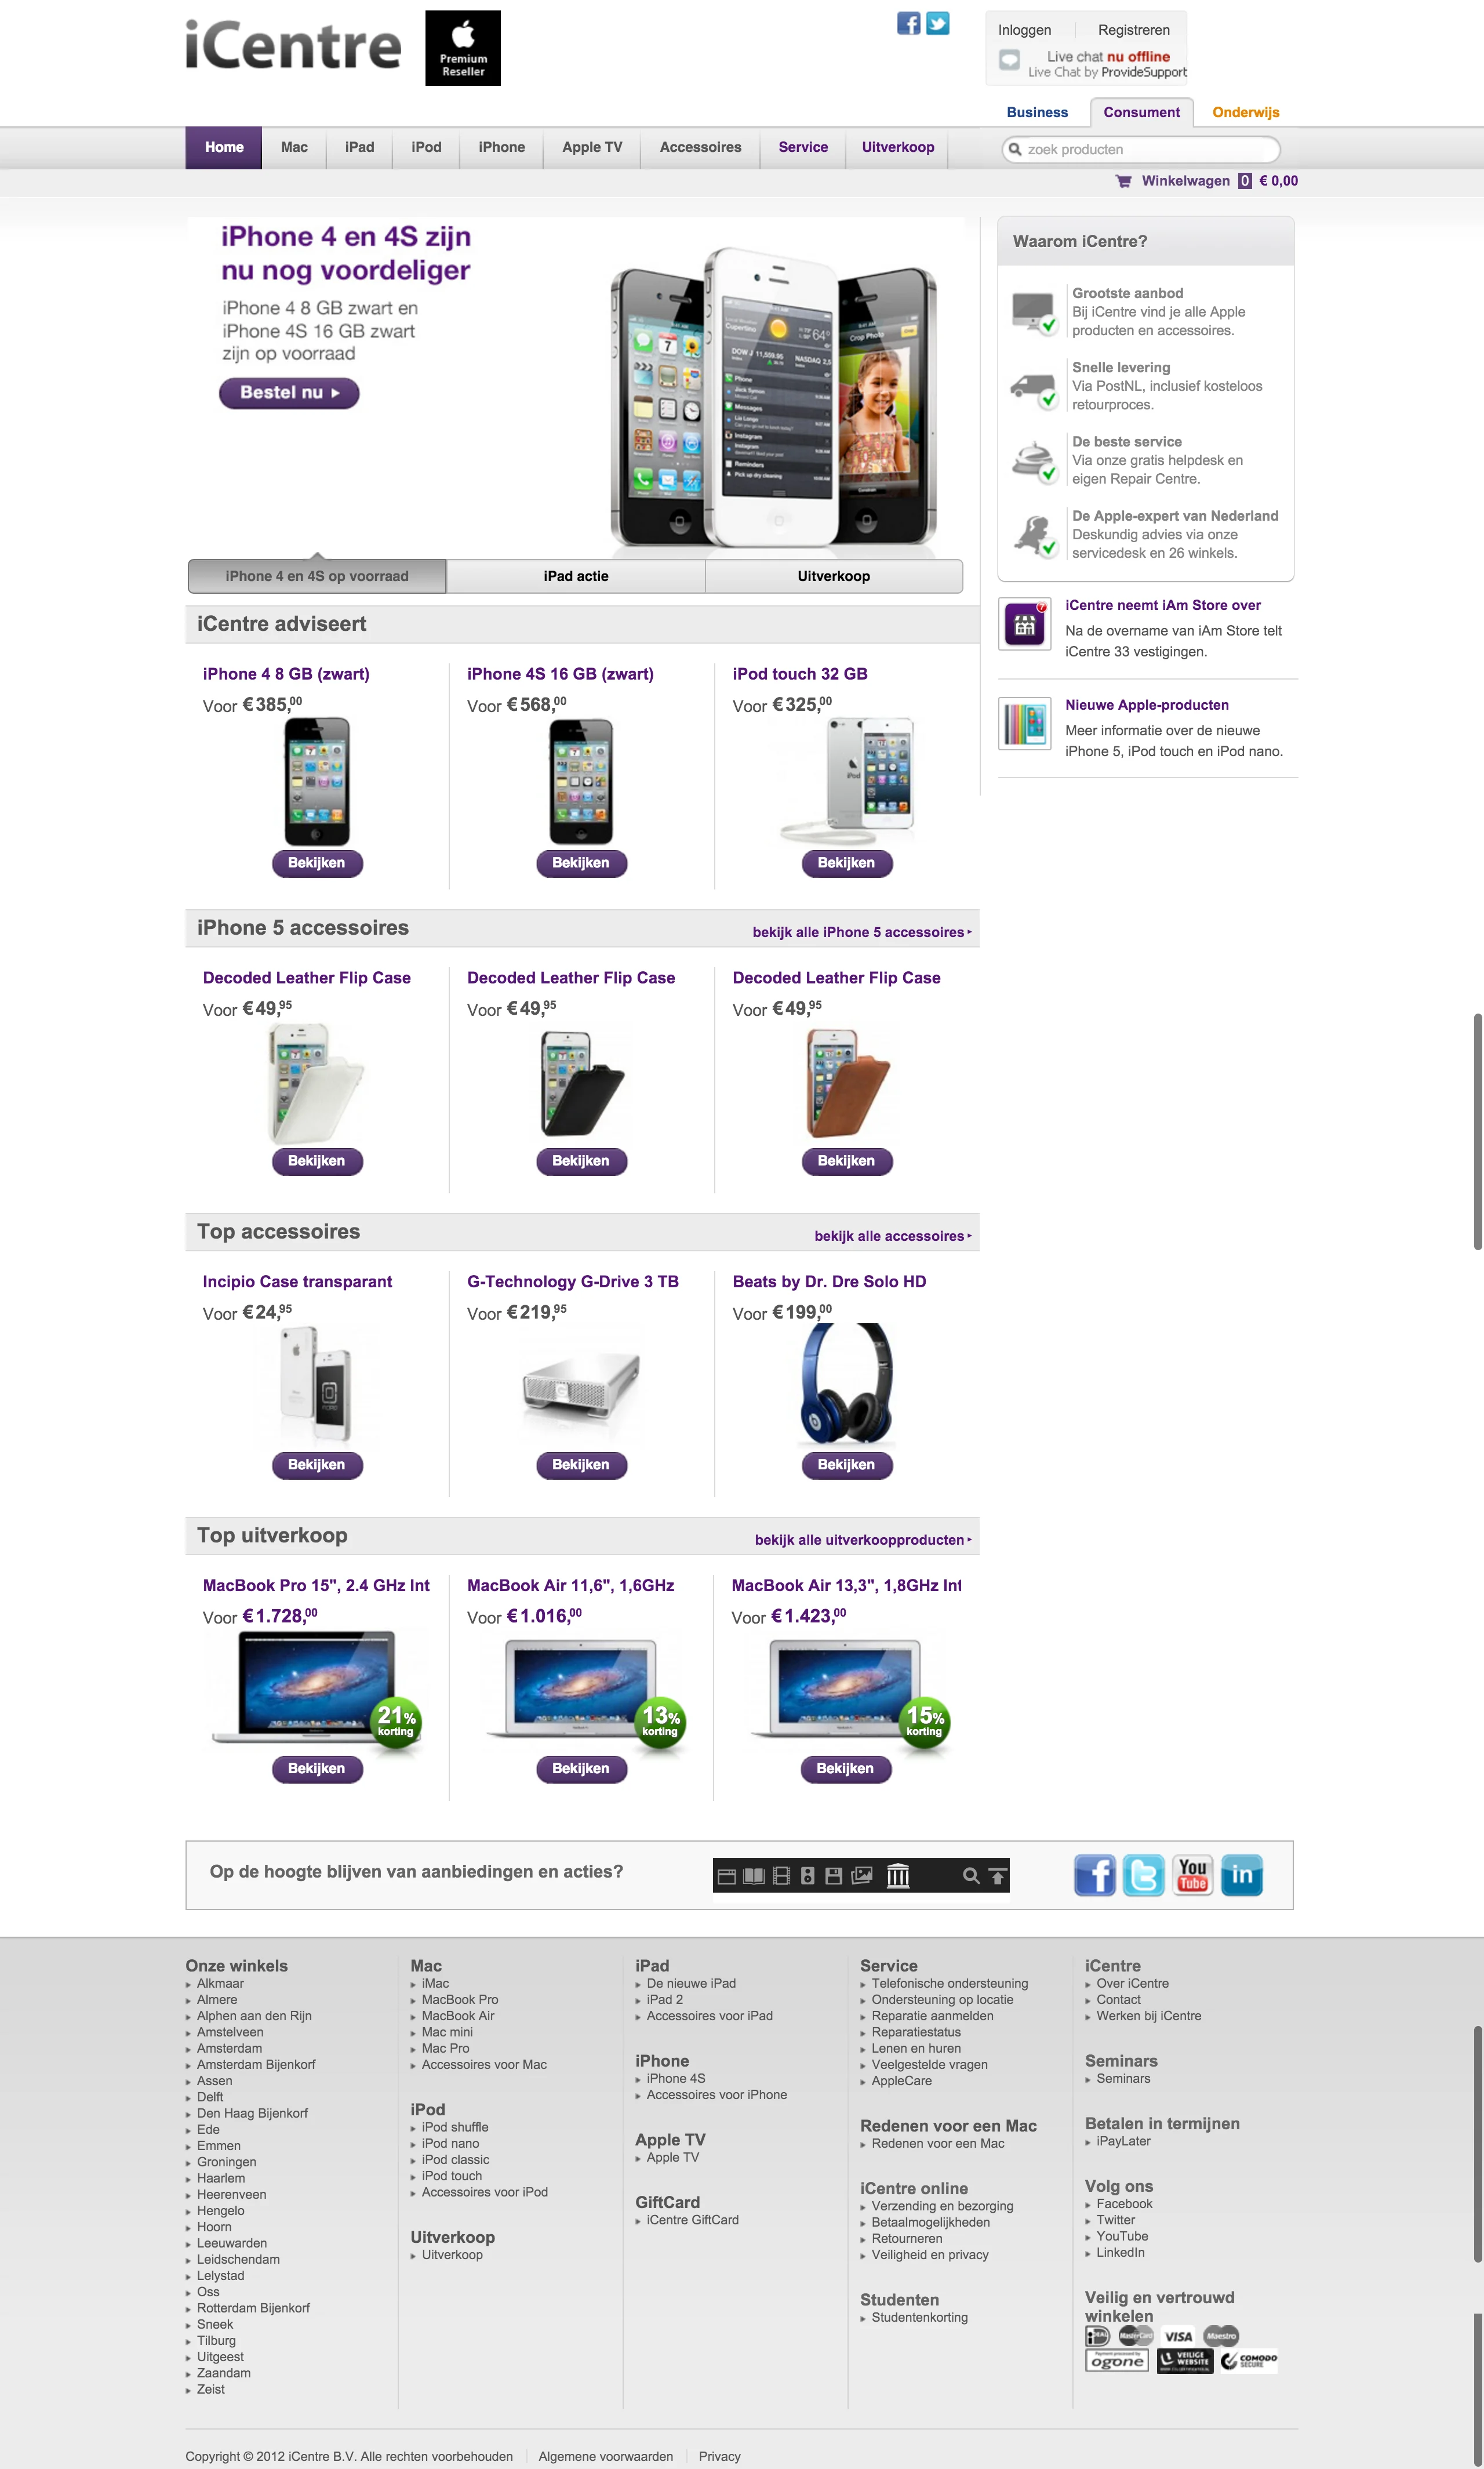 iCentre
Premium
Reseller
Inloggen
Registreren
Live chat nu offline
Live Chat by ProvideSupport
Business
Consument
Onderwijs
Home
Mac
iPad
iPod
iPhone
Apple TV
Accessoires
Service
Uitverkoop
zoek producten
Winkelwagen 0 € 0,00
iPhone 4 en 4S zijn
nu nog voordeliger
iPhone 4 8 GB zwart en
iPhone 4S 16 GB zwart
zijn op voorraad
Bestel nu
iPhone 4 en 4S op voorraad
iPad actie
Uitverkoop
Waarom iCentre?
Grootste aanbod
Bij iCentre vind je alle Apple
producten en accessoires.
Snelle levering
Via PostNL, inclusief kosteloos
retourproces.
De beste service
Via onze gratis helpdesk en
eigen Repair Centre.
De Apple-expert van Nederland
Deskundig advies via onze
servicedesk en 26 winkels.
iCentre neemt iAm Store over
Na de overname van iAm Store telt
iCentre 33 vestigingen.
Nieuwe Apple-producten
Meer informatie over de nieuwe
iPhone 5, iPod touch en iPod nano.
iCentre adviseert
iPhone 4 8 GB (zwart)
Voor € 385,00
Bekijken
iPhone 4S 16 GB (zwart)
Voor € 568,00
Bekijken
iPod touch 32 GB
Voor € 325,00
Bekijken
iPhone 5 accessoires
bekijk alle iPhone 5 accessoires
Decoded Leather Flip Case
Voor € 49,95
Bekijken
Decoded Leather Flip Case
Voor € 49,95
Bekijken
Decoded Leather Flip Case
Voor € 49,95
Bekijken
Top accessoires
bekijk alle accessoires
Incipio Case transparant
Voor € 24,95
Bekijken
G-Technology G-Drive 3 TB
Voor € 219,95
Bekijken
Beats by Dr. Dre Solo HD
Voor € 199,00
Bekijken
Top uitverkoop
bekijk alle uitverkoopproducten
MacBook Pro 15", 2.4 GHz Int
Voor € 1.728,00
21% korting
Bekijken
MacBook Air 11,6", 1,6GHz
Voor € 1.016,00
13% korting
Bekijken
MacBook Air 13,3", 1,8GHz Int
Voor € 1.423,00
15% korting
Bekijken
Op de hoogte blijven van aanbiedingen en acties?
You
Tube
in
Onze winkels
Alkmaar
Almere
Alphen aan den Rijn
Amstelveen
Amsterdam
Amsterdam Bijenkorf
Assen
Delft
Den Haag Bijenkorf
Ede
Emmen
Groningen
Haarlem
Heerenveen
Hengelo
Hoorn
Leeuwarden
Leidschendam
Lelystad
Oss
Rotterdam Bijenkorf
Sneek
Tilburg
Uitgeest
Zaandam
Zeist
Mac
iMac
MacBook Pro
MacBook Air
Mac mini
Mac Pro
Accessoires voor Mac
iPod
iPod shuffle
iPod nano
iPod classic
iPod touch
Accessoires voor iPod
Uitverkoop
Uitverkoop
iPad
De nieuwe iPad
iPad 2
Accessoires voor iPad
iPhone
iPhone 4S
Accessoires voor iPhone
Apple TV
Apple TV
GiftCard
iCentre GiftCard
Service
Telefonische ondersteuning
Ondersteuning op locatie
Reparatie aanmelden
Reparatiestatus
Lenen en huren
Veelgestelde vragen
AppleCare
Redenen voor een Mac
Redenen voor een Mac
iCentre online
Verzending en bezorging
Betaalmogelijkheden
Retourneren
Veiligheid en privacy
Studenten
Studentenkorting
iCentre
Over iCentre
Contact
Werken bij iCentre
Seminars
Seminars
Betalen in termijnen
iPayLater
Volg ons
Facebook
Twitter
YouTube
LinkedIn
Veilig en vertrouwd
winkelen
iDEAL MasterCard VISA Maestro
ogone VEILIGE WEBSITE COMODO SECURE
Copyright © 2012 iCentre B.V. Alle rechten voorbehouden
Algemene voorwaarden
Privacy